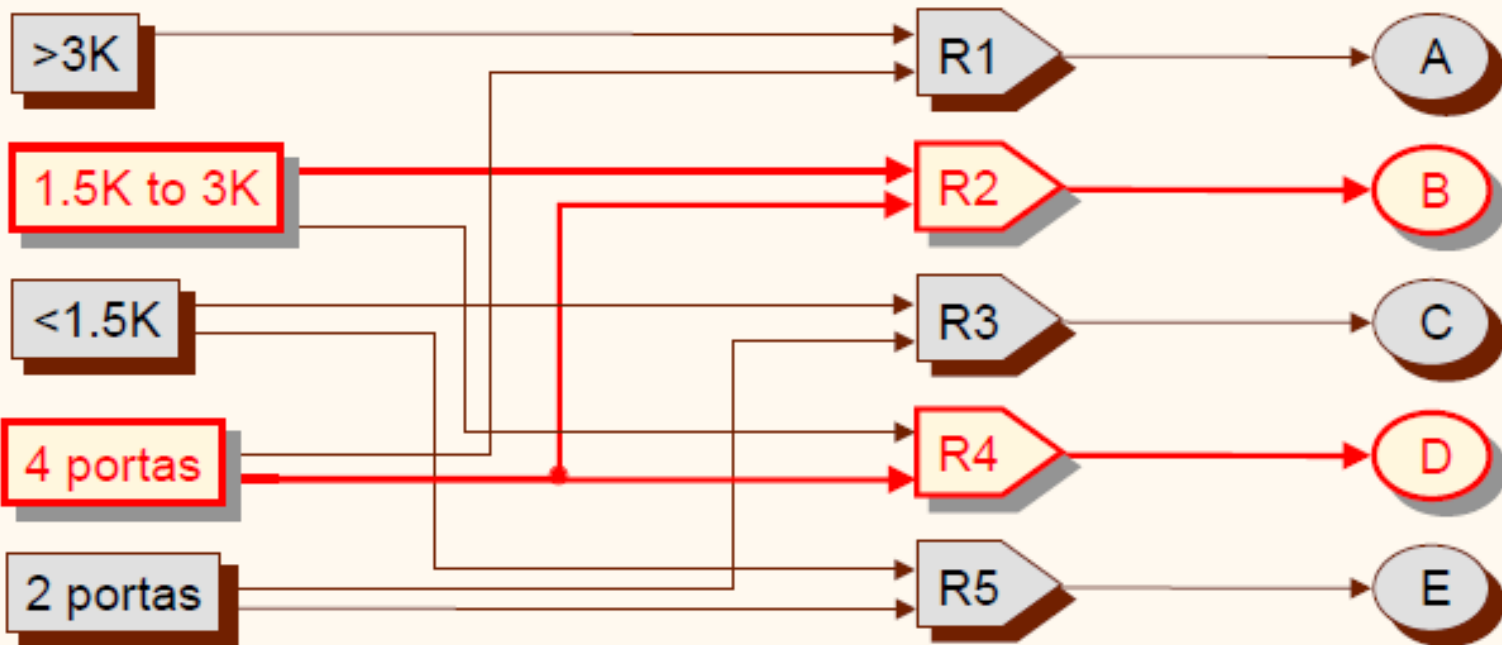 >3K
R1
A
1.5K to 3K
R2
B
<1.5K
R3
C
4 portas
R4
D
2 portas
R5
E